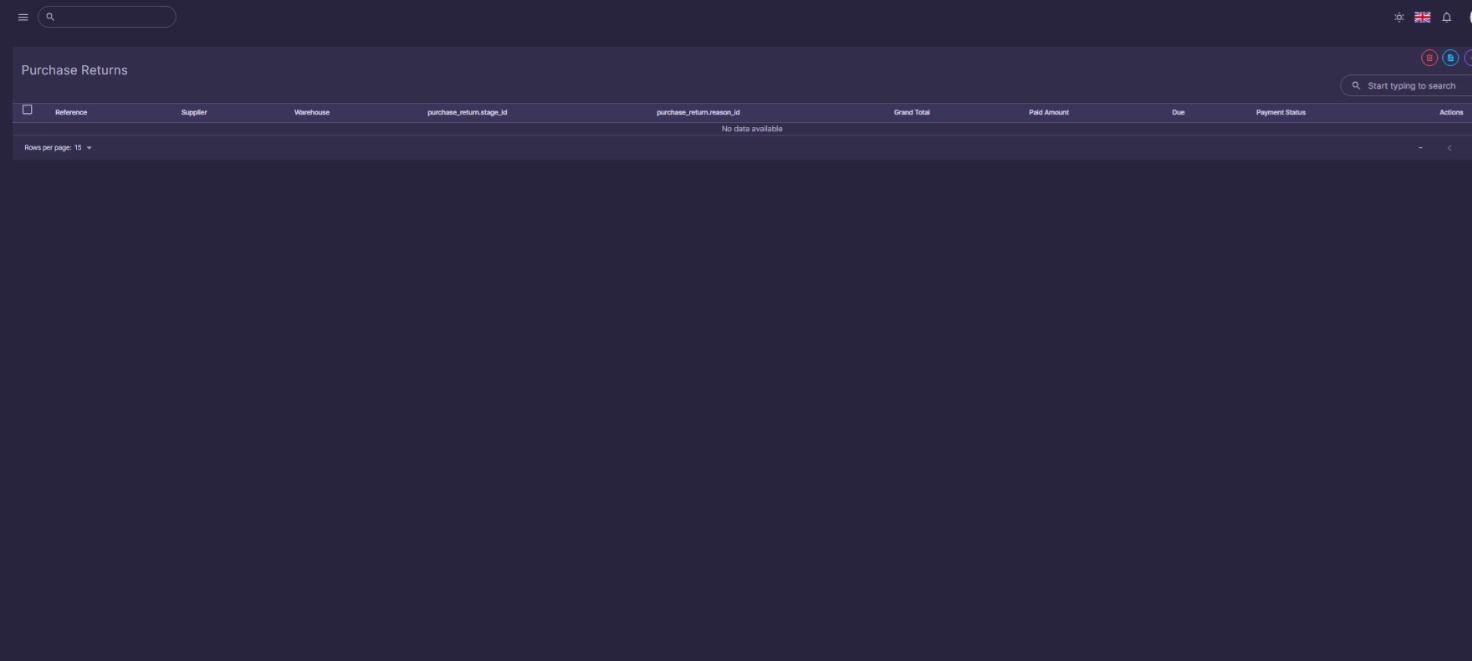 Purchase Returns
Start typing to search
Reference Supplier Warehouse purchase_return.stage_id purchase_return.reason_id Grand Total Paid Amount Due Payment Status Actions
No data available
Rows per page: 15 –